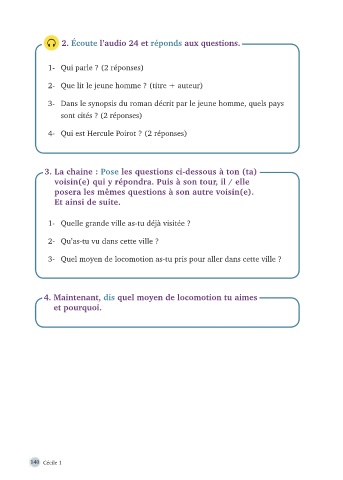 2. Écoute l'audio 24 et réponds aux questions.
1- Qui parle ? (2 réponses)
2- Que lit le jeune homme ? (titre + auteur)
3- Dans le synopsis du roman décrit par le jeune homme, quels pays
sont cités ? (2 réponses)
4- Qui est Hercule Poirot ? (2 réponses)
3. La chaine : Pose les questions ci-dessous à ton (ta)
voisin(e) qui y répondra. Puis à son tour, il / elle
posera les mêmes questions à son autre voisin(e).
Et ainsi de suite.
1- Quelle grande ville as-tu déjà visitée ?
2- Qu'as-tu vu dans cette ville ?
3- Quel moyen de locomotion as-tu pris pour aller dans cette ville ?
4. Maintenant, dis quel moyen de locomotion tu aimes
et pourquoi.
140 Cécile 1